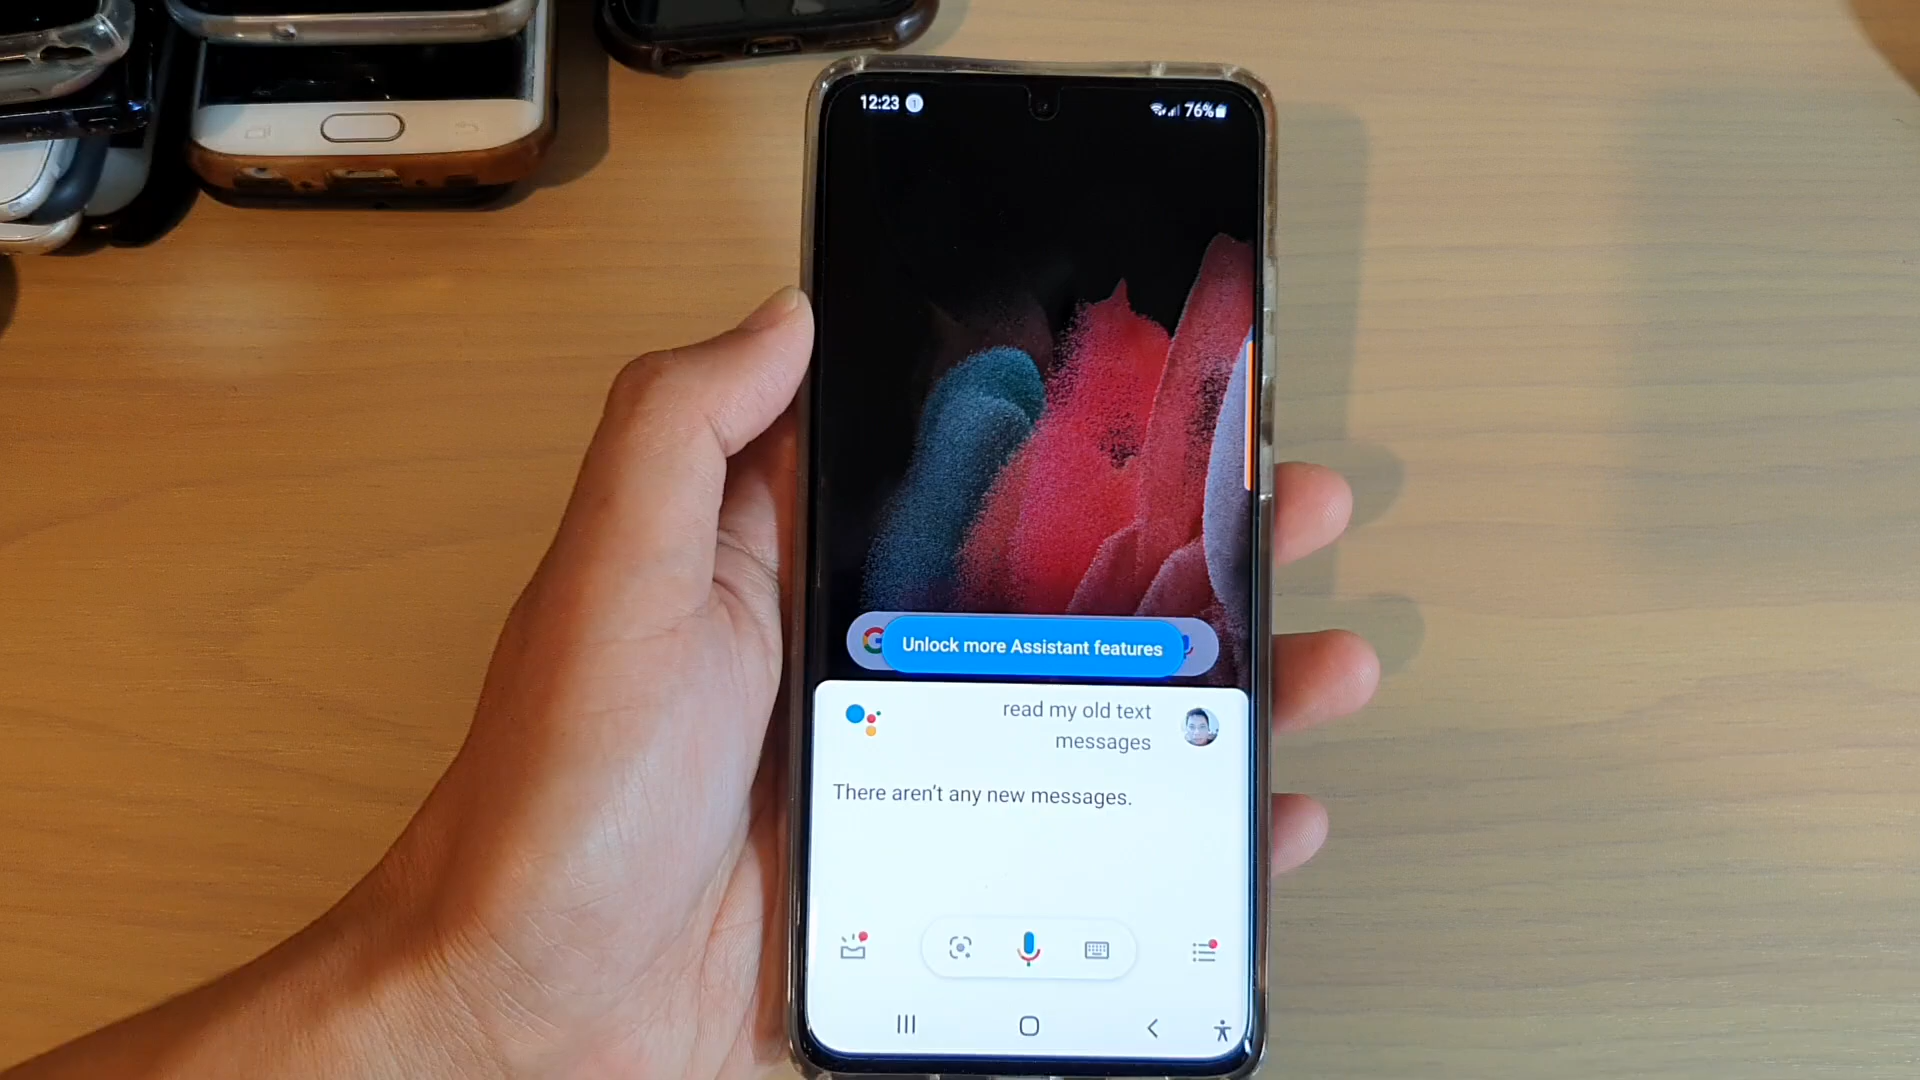 12:23
76%
Unlock more Assistant features
read my old text
messages
There aren't any new messages.